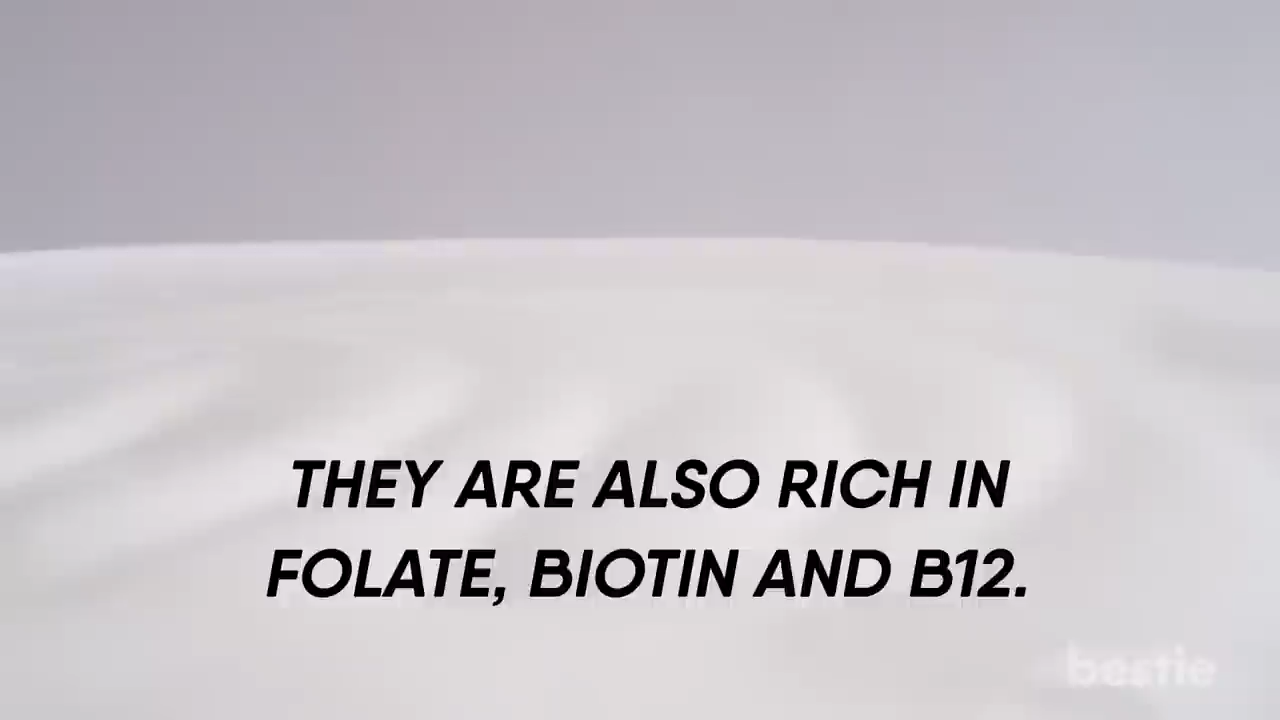 THEY ARE ALSO RICH IN
FOLATE, BIOTIN AND B12.
bestie